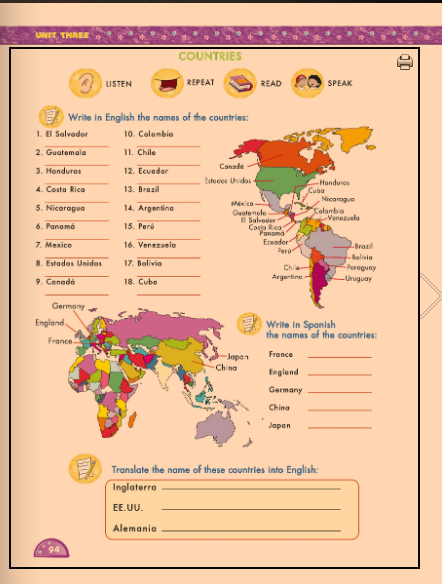 UNIT THREE
COUNTRIES
LISTEN REPEAT READ SPEAK
Write in English the names of the countries:
1. El Salvador 10. Colombia
2. Guatemala 11. Chile
3. Honduras 12. Ecuador
4. Costa Rica 13. Brazil
5. Nicaragua 14. Argentina
6. Panamá 15. Perú
7. Mexico 16. Venezuela
8. Estados Unidos 17. Bolivia
9. Canadá 18. Cuba
Canadá
Estados Unidos
Honduras
Cuba
Nicaragua
México
Guatemala
El Salvador
Costa Rica
Panamá
Colombia
Venezuela
Ecuador
Perú
Brazil
Bolivia
Chile
Paraguay
Argentina
Uruguay
Germany
England
France
Japan
China
Write in Spanish
the names of the countries:
France
England
Germany
China
Japan
Translate the name of these countries into English:
Inglaterra
EE.UU.
Alemania
94